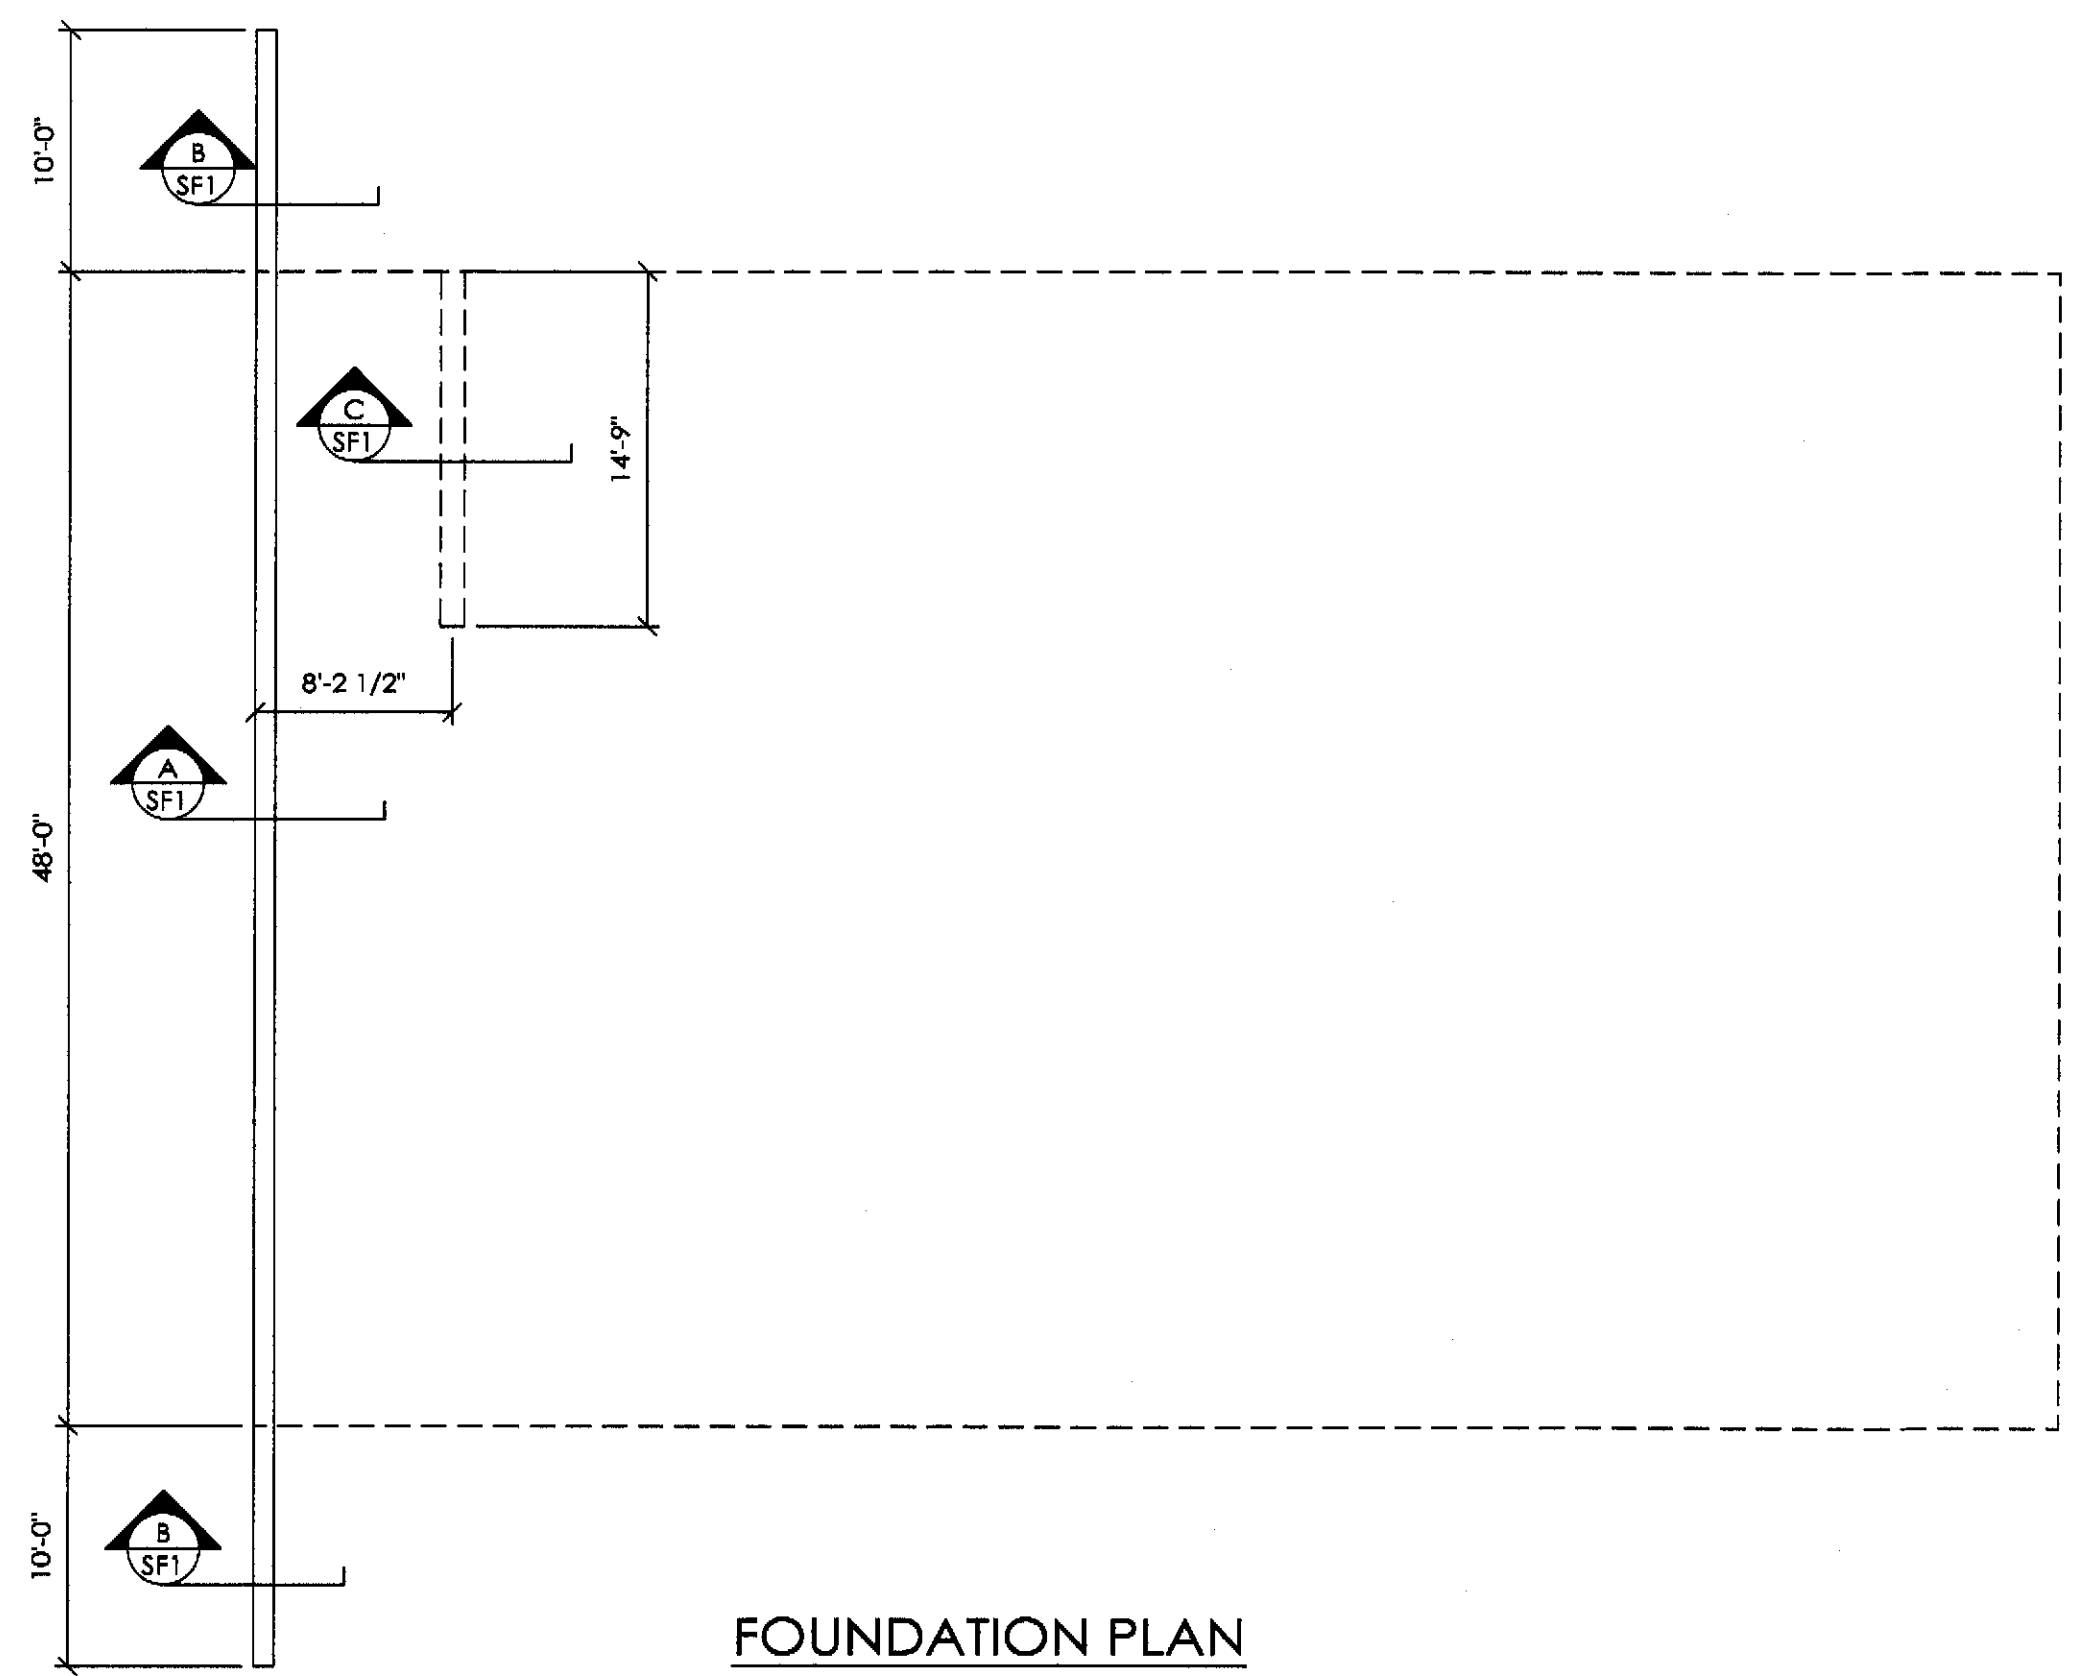 10'-0"
B
SF1
C
SF1
14'-9"
8'-2 1/2"
A
SF1
48'-0"
B
SF1
10'-0"
FOUNDATION PLAN